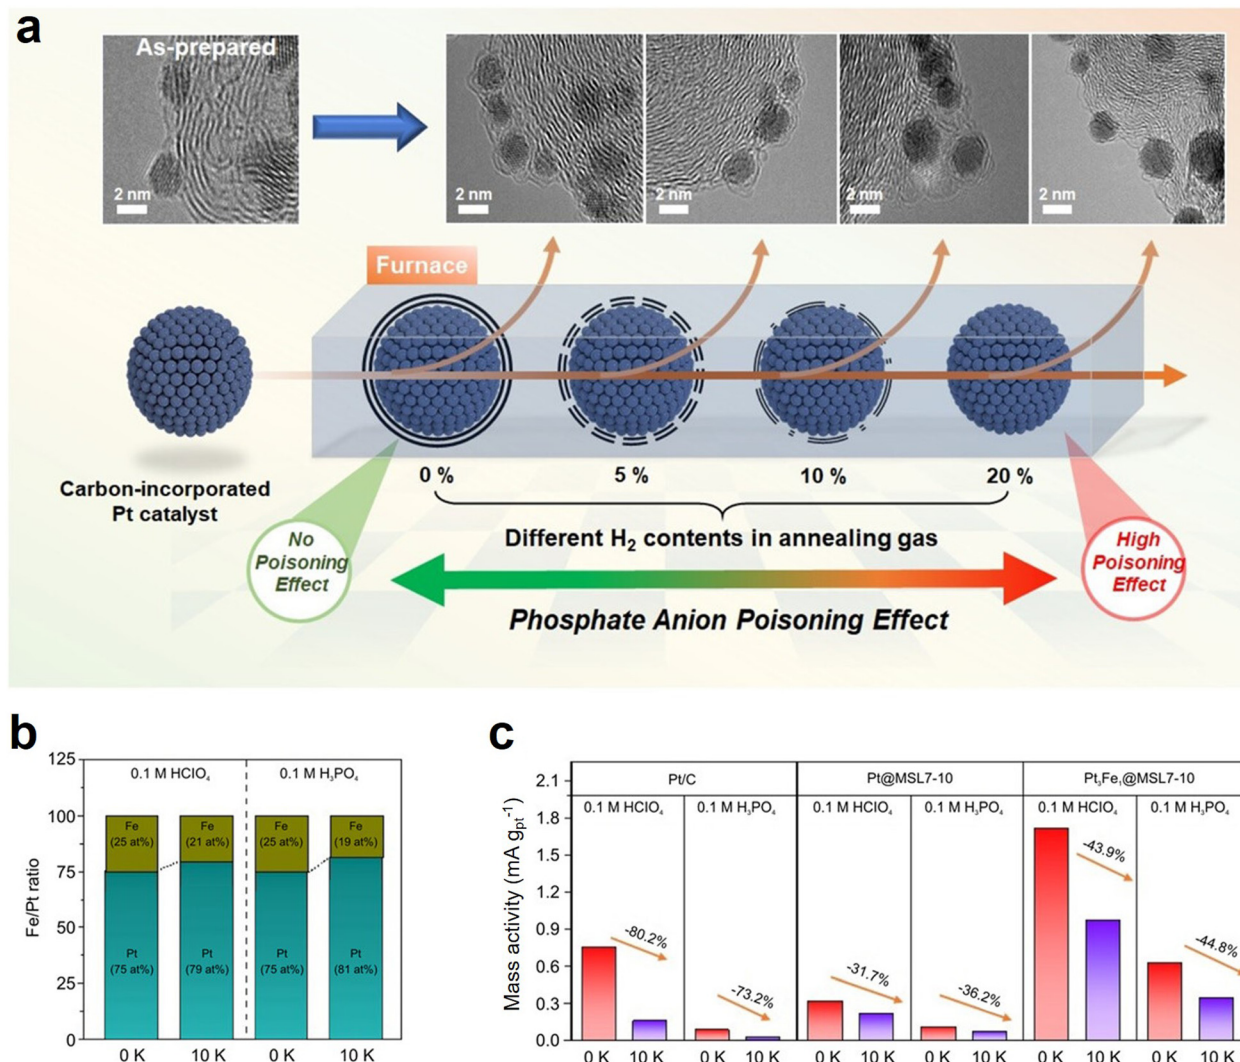 a
As-prepared
2 nm
2 nm
2 nm
2 nm
2 nm
Furnace
Carbon-incorporated
Pt catalyst
0 %
5 %
10 %
20 %
Different H₂ contents in annealing gas
No
Poisoning
Effect
High
Poisoning
Effect
Phosphate Anion Poisoning Effect
b
Fe/Pt ratio
125
100
75
50
25
0
0.1 M HClO₄
0.1 M H₃PO₄
Fe
(25 at%)
Fe
(21 at%)
Fe
(25 at%)
Fe
(19 at%)
Pt
(75 at%)
Pt
(79 at%)
Pt
(75 at%)
Pt
(81 at%)
0 K
10 K
0 K
10 K
c
Mass activity (mA gₚₜ⁻¹)
2.1
1.8
1.5
1.2
0.9
0.6
0.3
0.0
Pt/C
Pt@MSL7-10
Pt₃Fe₁@MSL7-10
0.1 M HClO₄
0.1 M H₃PO₄
0.1 M HClO₄
0.1 M H₃PO₄
0.1 M HClO₄
0.1 M H₃PO₄
-80.2%
-73.2%
-31.7%
-36.2%
-43.9%
-44.8%
0 K
10 K
0 K
10 K
0 K
10 K
0 K
10 K
0 K
10 K
0 K
10 K